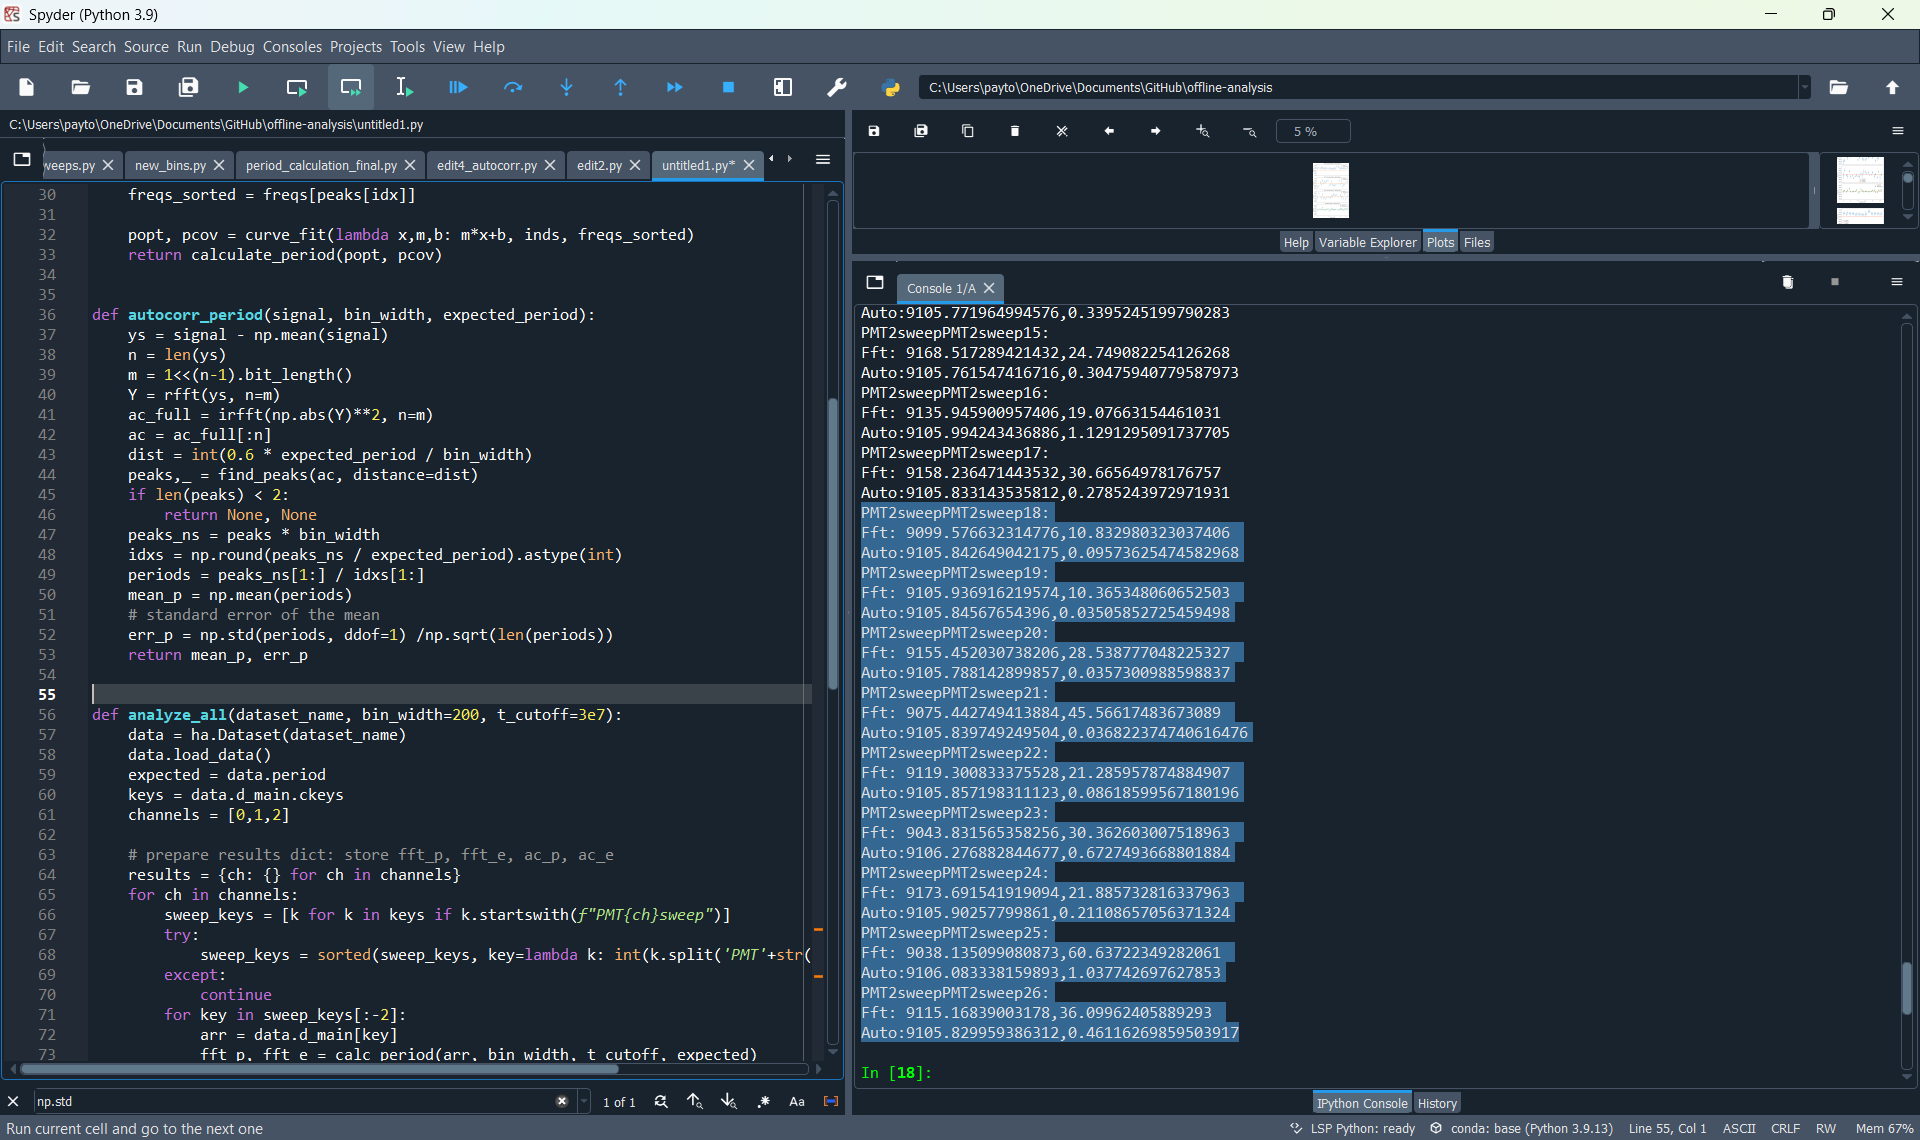 Spyder (Python 3.9)
File Edit Search Source Run Debug Consoles Projects Tools View Help
C:\Users\payto\OneDrive\Documents\GitHub\offline-analysis
C:\Users\payto\OneDrive\Documents\GitHub\offline-analysis\untitled1.py
weeps.py new_bins.py period_calculation_final.py edit4_autocorr.py edit2.py untitled1.py*
30 freqs_sorted = freqs[peaks[idx]]
31
32 popt, pcov = curve_fit(lambda x,m,b: m*x+b, inds, freqs_sorted)
33 return calculate_period(popt, pcov)
34
35
36 def autocorr_period(signal, bin_width, expected_period):
37 ys = signal - np.mean(signal)
38 n = len(ys)
39 m = 1<<(n-1).bit_length()
40 Y = rfft(ys, n=m)
41 ac_full = irfft(np.abs(Y)**2, n=m)
42 ac = ac_full[:n]
43 dist = int(0.6 * expected_period / bin_width)
44 peaks,_ = find_peaks(ac, distance=dist)
45 if len(peaks) < 2:
46 return None, None
47 peaks_ns = peaks * bin_width
48 idxs = np.round(peaks_ns / expected_period).astype(int)
49 periods = peaks_ns[1:] / idxs[1:]
50 mean_p = np.mean(periods)
51 # standard error of the mean
52 err_p = np.std(periods, ddof=1) /np.sqrt(len(periods))
53 return mean_p, err_p
54
55
56 def analyze_all(dataset_name, bin_width=200, t_cutoff=3e7):
57 data = ha.Dataset(dataset_name)
58 data.load_data()
59 expected = data.period
60 keys = data.d_main.ckeys
61 channels = [0,1,2]
62
63 # prepare results dict: store fft_p, fft_e, ac_p, ac_e
64 results = {ch: {} for ch in channels}
65 for ch in channels:
66 sweep_keys = [k for k in keys if k.startswith(f"PMT{ch}sweep")]
67 try:
68 sweep_keys = sorted(sweep_keys, key=lambda k: int(k.split('PMT'+str(
69 except:
70 continue
71 for key in sweep_keys[:-2]:
72 arr = data.d_main[key]
73 fft_p, fft_e = calc_period(arr, bin_width, t_cutoff, expected)
np.std
1 of 1
Aa
5 %
Help Variable Explorer Plots Files
Console 1/A
Auto:9105.771964994576,0.3395245199790283
PMT2sweepPMT2sweep15:
Fft: 9168.517289421432,24.749082254126268
Auto:9105.761547416716,0.30475940779587973
PMT2sweepPMT2sweep16:
Fft: 9135.945900957406,19.07663154461031
Auto:9105.994243436886,1.1291295091737705
PMT2sweepPMT2sweep17:
Fft: 9158.236471443532,30.66564978176757
Auto:9105.833143535812,0.2785243972971931
PMT2sweepPMT2sweep18:
Fft: 9099.576632314776,10.832980323037406
Auto:9105.842649042175,0.09573625474582968
PMT2sweepPMT2sweep19:
Fft: 9105.936916219574,10.365348060652503
Auto:9105.84567654396,0.03505852725459498
PMT2sweepPMT2sweep20:
Fft: 9155.452030738206,28.538777048225327
Auto:9105.788142899857,0.0357300988598837
PMT2sweepPMT2sweep21:
Fft: 9075.442749413884,45.56617483673089
Auto:9105.839749249504,0.036822374740616476
PMT2sweepPMT2sweep22:
Fft: 9119.300833375528,21.285957874884907
Auto:9105.857198311123,0.08618599567180196
PMT2sweepPMT2sweep23:
Fft: 9043.831565358256,30.362603007518963
Auto:9106.276882844677,0.6727493668801884
PMT2sweepPMT2sweep24:
Fft: 9173.691541919094,21.885732816337963
Auto:9105.90257799861,0.21108657056371324
PMT2sweepPMT2sweep25:
Fft: 9038.135099080873,60.63722349282061
Auto:9106.083338159893,1.037742697627853
PMT2sweepPMT2sweep26:
Fft: 9115.16839003178,36.09962405889293
Auto:9105.829959386312,0.46116269859503917
In [18]:
IPython Console History
Run current cell and go to the next one
LSP Python: ready conda: base (Python 3.9.13) Line 55, Col 1 ASCII CRLF RW Mem 67%